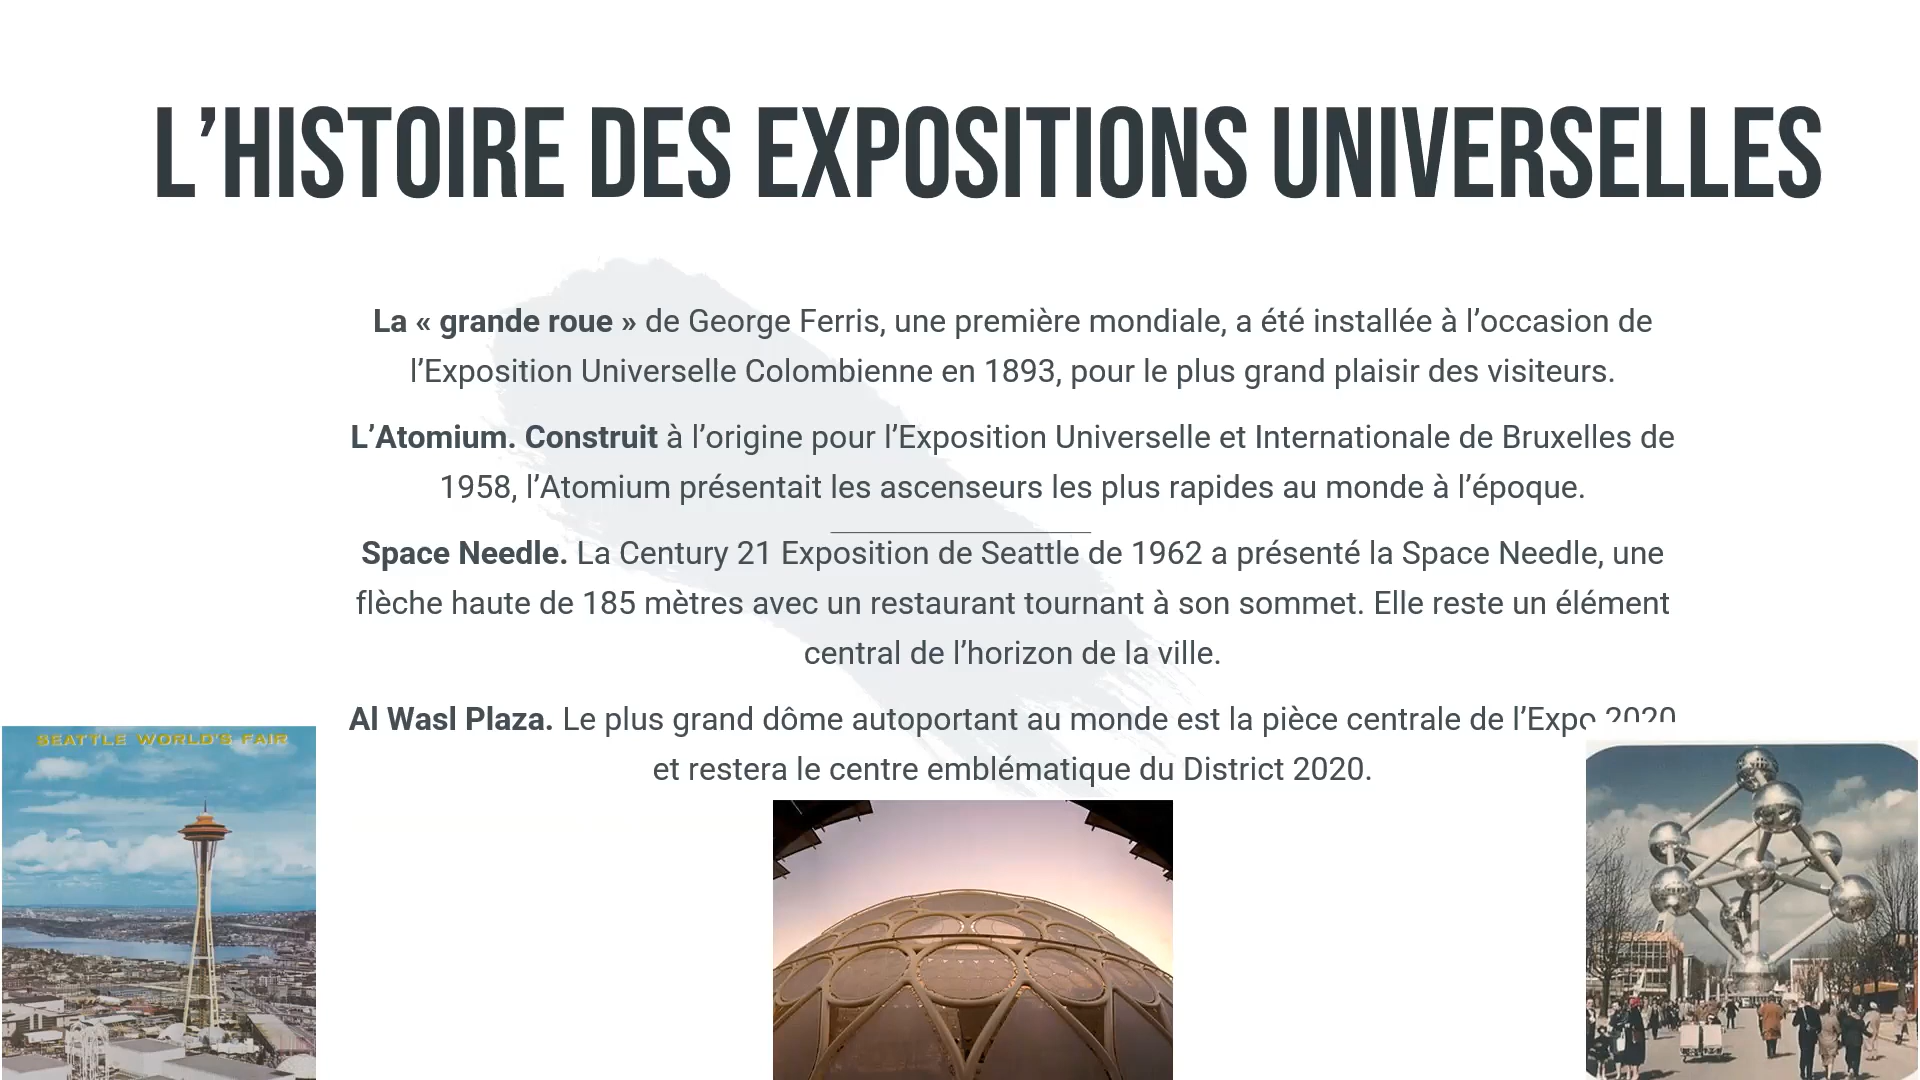 L’HISTOIRE DES EXPOSITIONS UNIVERSELLES
La « grande roue » de George Ferris, une première mondiale, a été installée à l’occasion de
l’Exposition Universelle Colombienne en 1893, pour le plus grand plaisir des visiteurs.
L’Atomium. Construit à l’origine pour l’Exposition Universelle et Internationale de Bruxelles de
1958, l’Atomium présentait les ascenseurs les plus rapides au monde à l’époque.
Space Needle. La Century 21 Exposition de Seattle de 1962 a présenté la Space Needle, une
flèche haute de 185 mètres avec un restaurant tournant à son sommet. Elle reste un élément
central de l’horizon de la ville.
Al Wasl Plaza. Le plus grand dôme autoportant au monde est la pièce centrale de l’Expo 2020
et restera le centre emblématique du District 2020.
SEATTLE WORLD'S FAIR